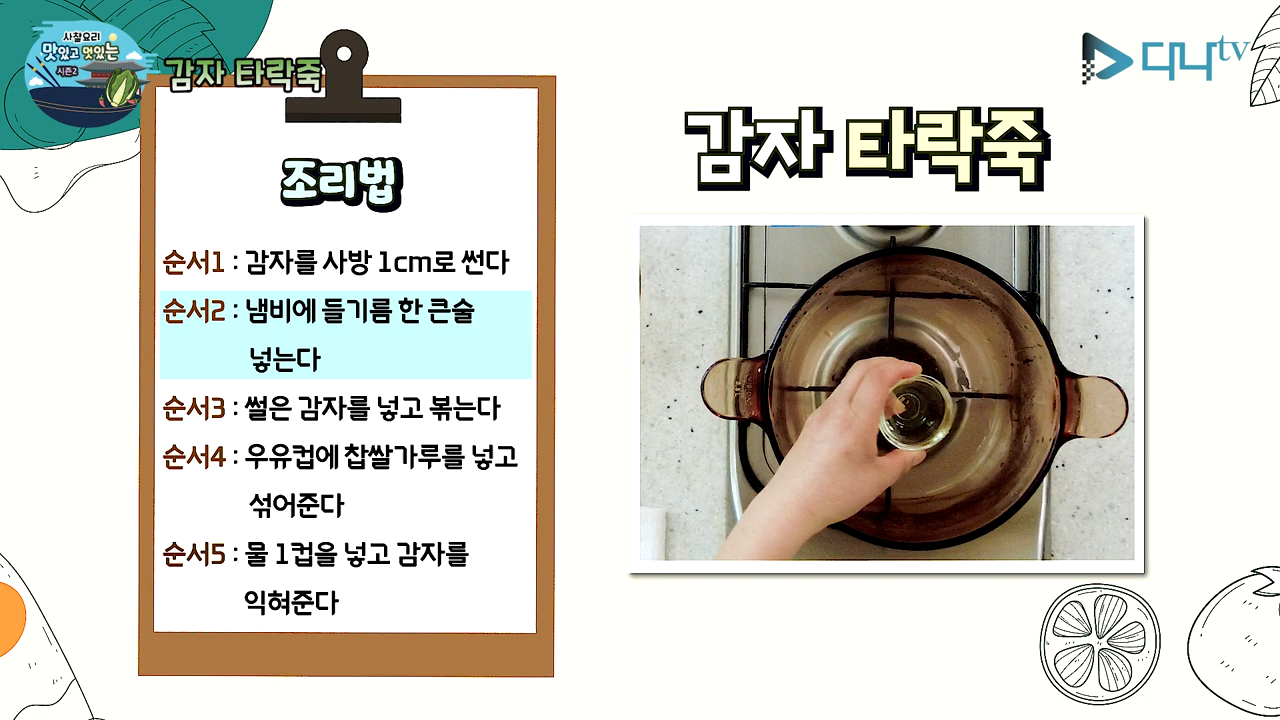 사찰요리
맛있고 멋있는
시즌2
감자 타락죽
디나tv
감자 타락죽
조리법
순서1 : 감자를 사방 1cm로 썬다
순서2 : 냄비에 들기름 한 큰술
넣는다
순서3 : 썰은 감자를 넣고 볶는다
순서4 : 우유컵에 찹쌀가루를 넣고
섞어준다
순서5 : 물 1컵을 넣고 감자를
익혀준다